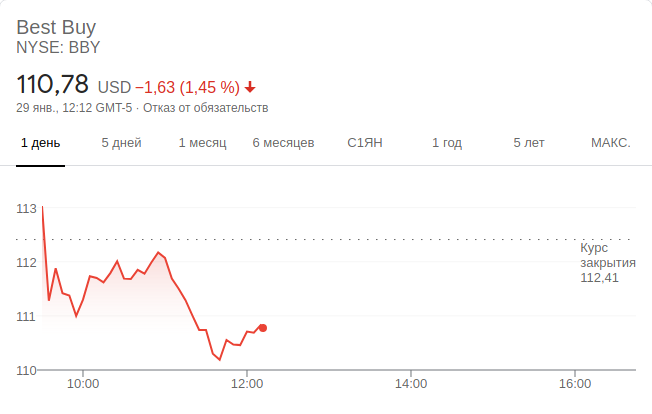 Best Buy
NYSE: BBY
110,78 USD −1,63 (1,45 %)
29 янв., 12:12 GMT-5 · Отказ от обязательств
1 день 5 дней 1 месяц 6 месяцев С1ЯН 1 год 5 лет МАКС.
113
112
111
110
Курс
закрытия
112,41
10:00 12:00 14:00 16:00